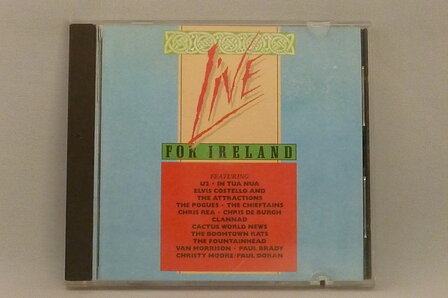 LIVE
FOR IRELAND
FEATURING
U2 · IN TUA NUA
ELVIS COSTELLO AND
THE ATTRACTIONS
THE POGUES · THE CHIEFTAINS
CHRIS REA · CHRIS DE BURGH
CLANNAD
CACTUS WORLD NEWS
THE BOOMTOWN RATS
THE FOUNTAINHEAD
VAN MORRISON · PAUL BRADY
CHRISTY MOORE/PAUL DORAN